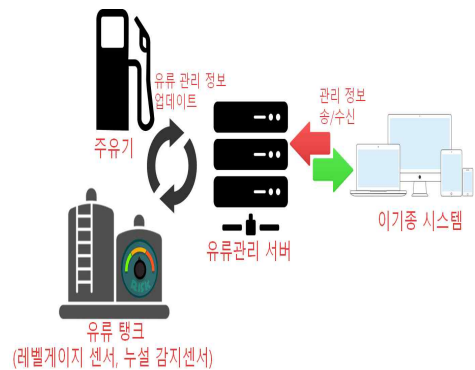 유류 관리 정보
업데이트
주유기
관리 정보
송/수신
이기종 시스템
유류관리 서버
유류 탱크
(레벨게이지 센서, 누설 감지센서)